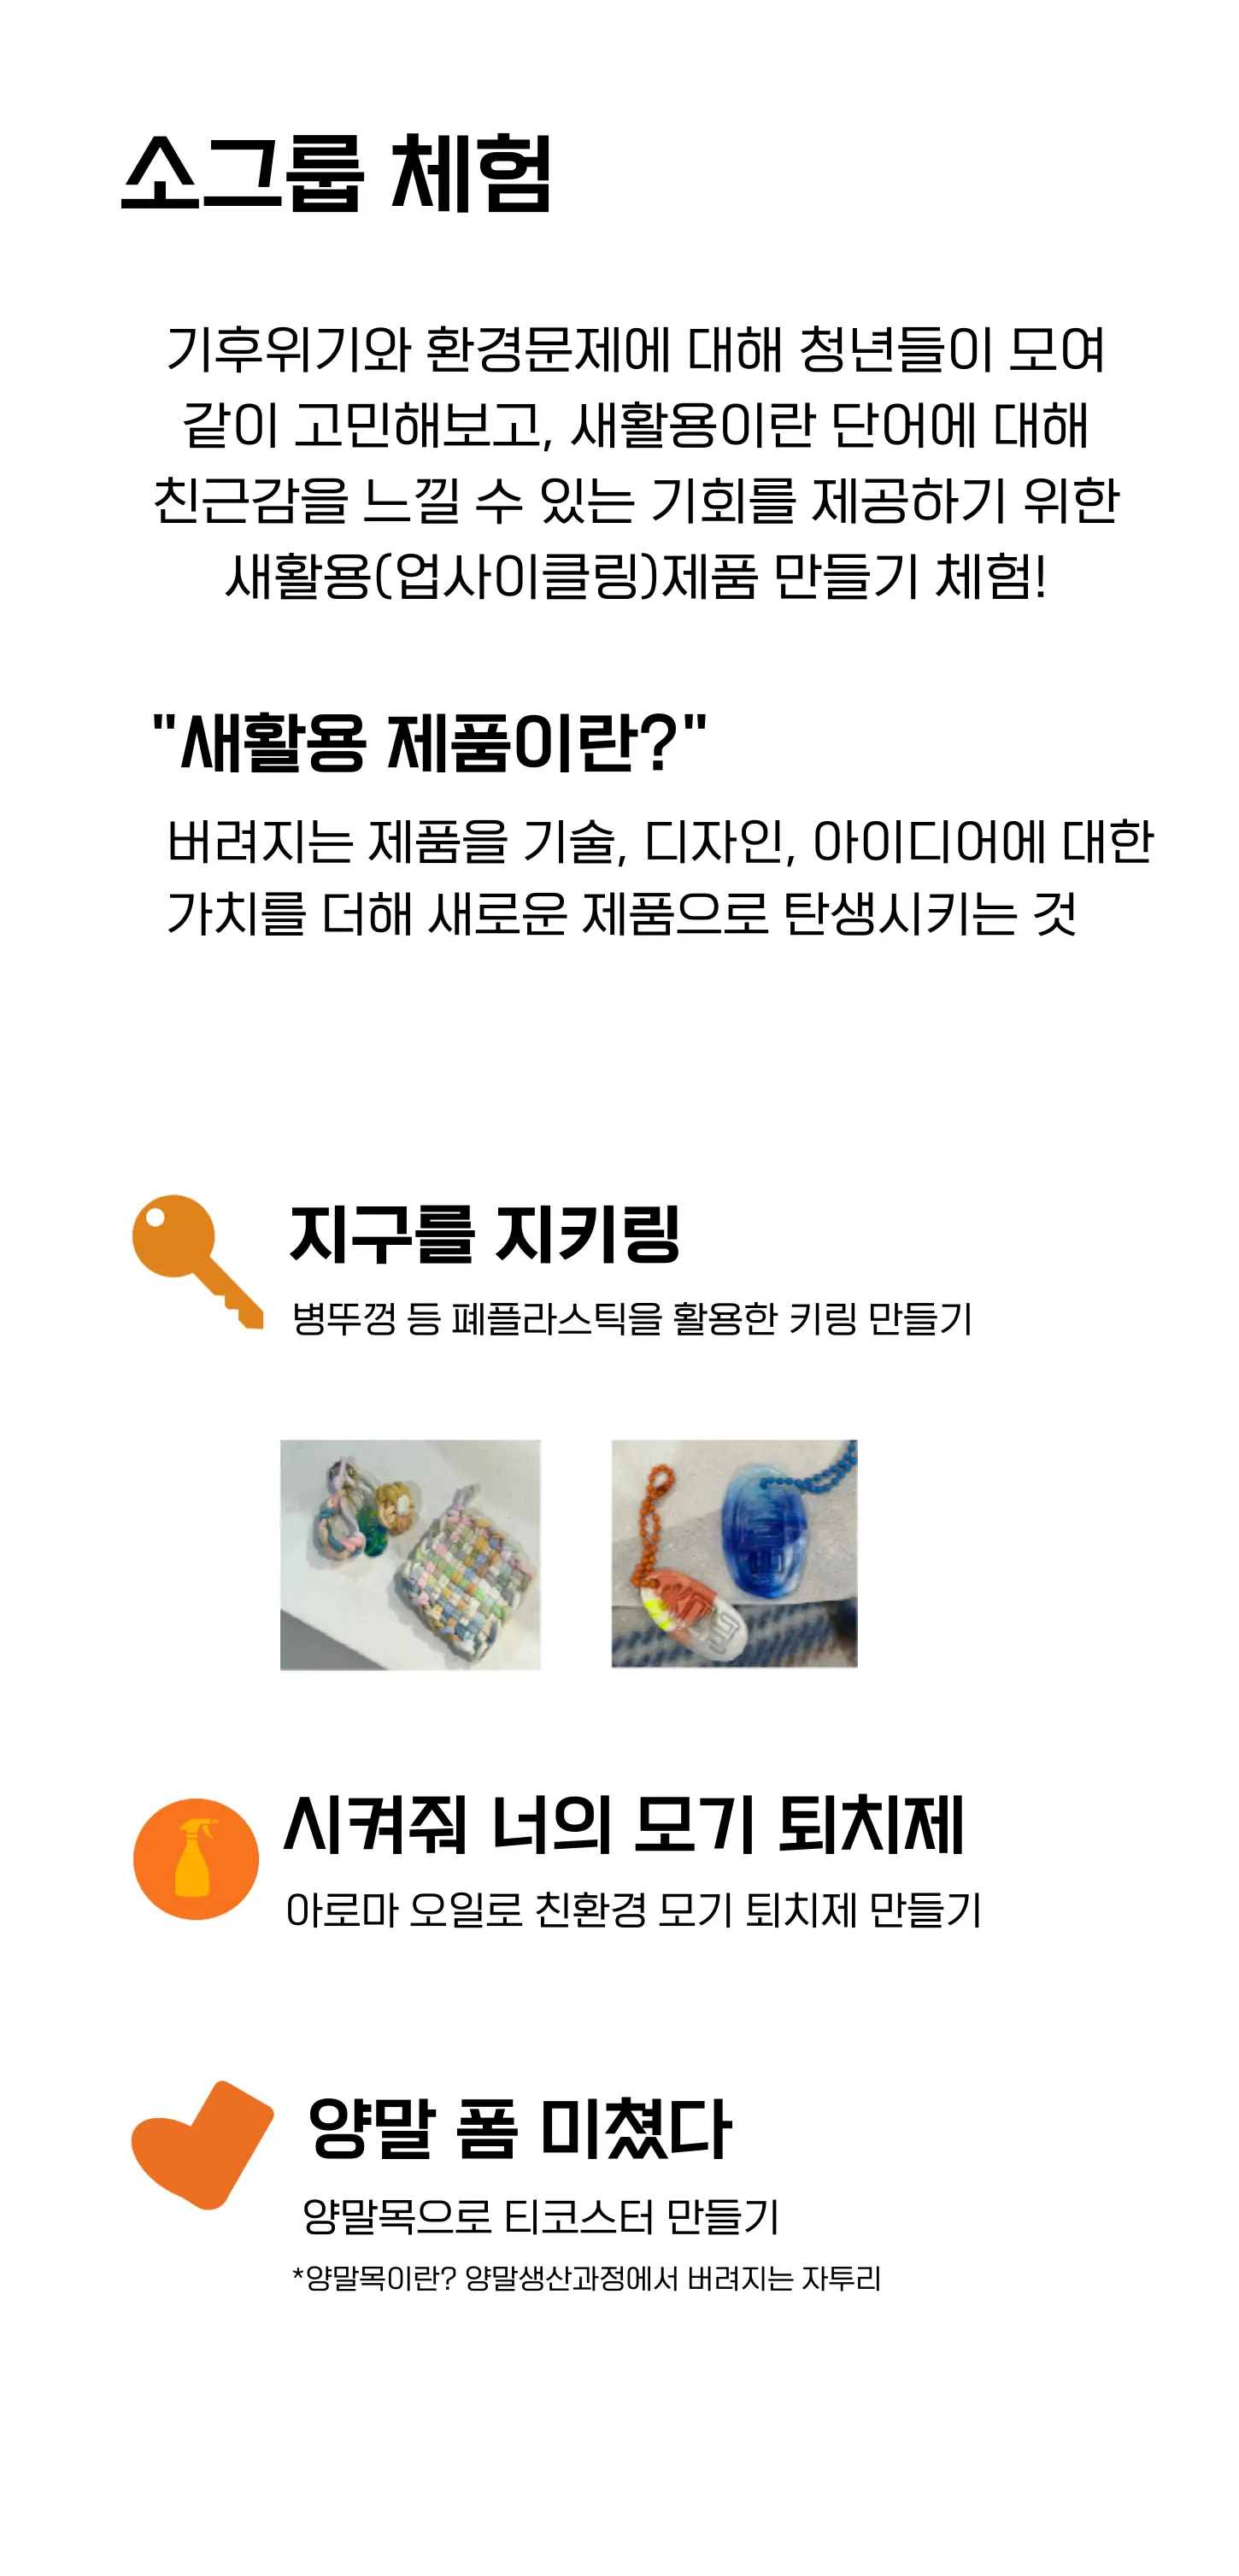 소그룹 체험
기후위기와 환경문제에 대해 청년들이 모여
같이 고민해보고, 새활용이란 단어에 대해
친근감을 느낄 수 있는 기회를 제공하기 위한
새활용(업사이클링)제품 만들기 체험!
"새활용 제품이란?"
버려지는 제품을 기술, 디자인, 아이디어에 대한
가치를 더해 새로운 제품으로 탄생시키는 것
지구를 지키링
병뚜껑 등 폐플라스틱을 활용한 키링 만들기
시켜줘 너의 모기 퇴치제
아로마 오일로 친환경 모기 퇴치제 만들기
양말 폼 미쳤다
양말목으로 티코스터 만들기
*양말목이란? 양말생산과정에서 버려지는 자투리